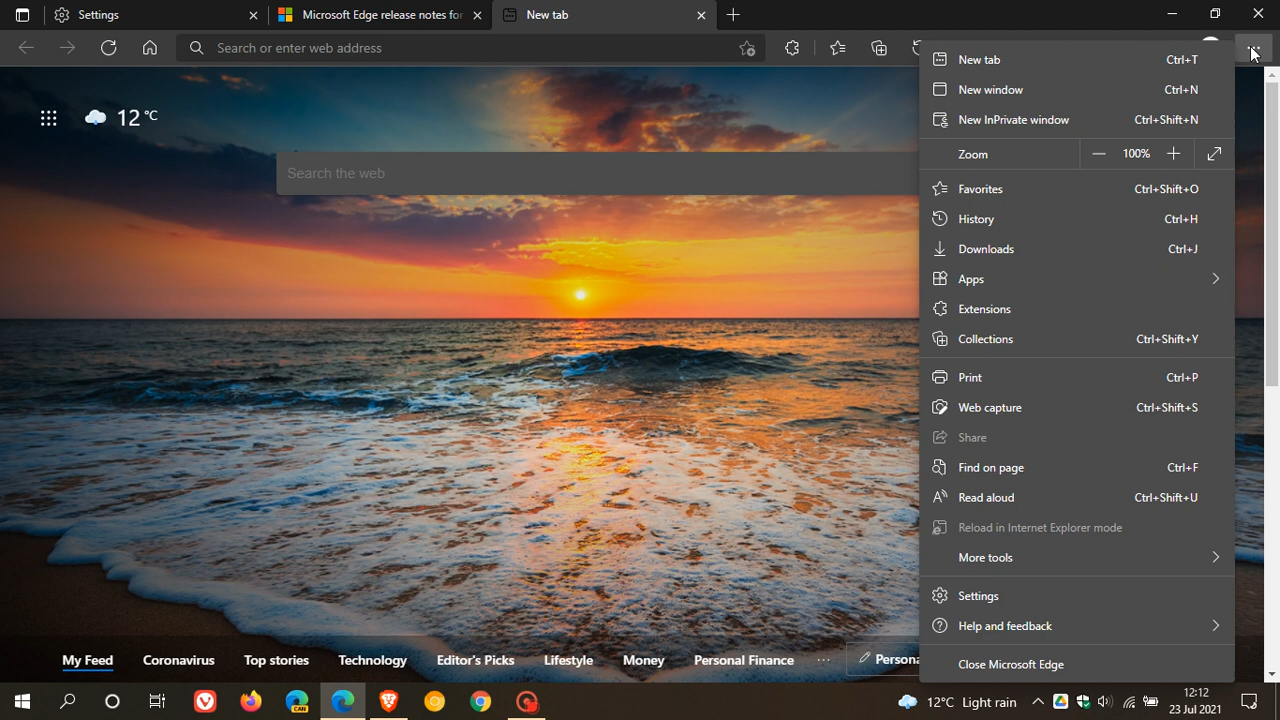 Settings
Microsoft Edge release notes for
New tab
Search or enter web address
12 °C
Search the web
New tab Ctrl+T
New window Ctrl+N
New InPrivate window Ctrl+Shift+N
Zoom 100%
Favorites Ctrl+Shift+O
History Ctrl+H
Downloads Ctrl+J
Apps
Extensions
Collections Ctrl+Shift+Y
Print Ctrl+P
Web capture Ctrl+Shift+S
Share
Find on page Ctrl+F
Read aloud Ctrl+Shift+U
Reload in Internet Explorer mode
More tools
Settings
Help and feedback
Close Microsoft Edge
My Feed Coronavirus Top stories Technology Editor's Picks Lifestyle Money Personal Finance ... Persona
CAN
12°C Light rain
12:12
23 Jul 2021